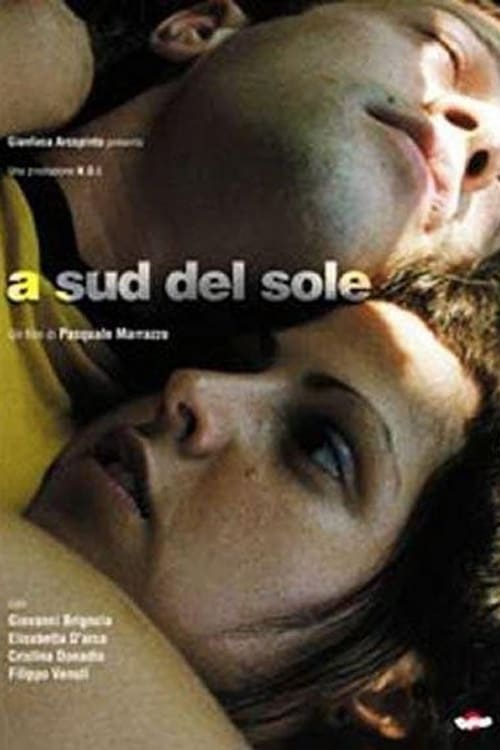 Gianluca Arcopinto presenta
Una produzione N.O.I.
a sud del sole
Un film di Pasquale Marrazzo
con
Giovanni Brignola
Elisabetta D'arco
Cristina Donadio
Filippo Venuti